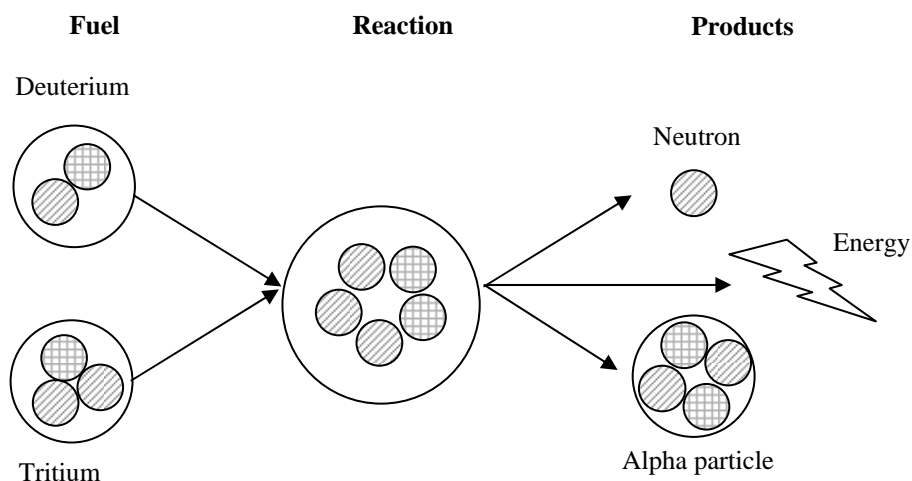 Fuel
Reaction
Products
Deuterium
Neutron
Energy
Tritium
Alpha particle